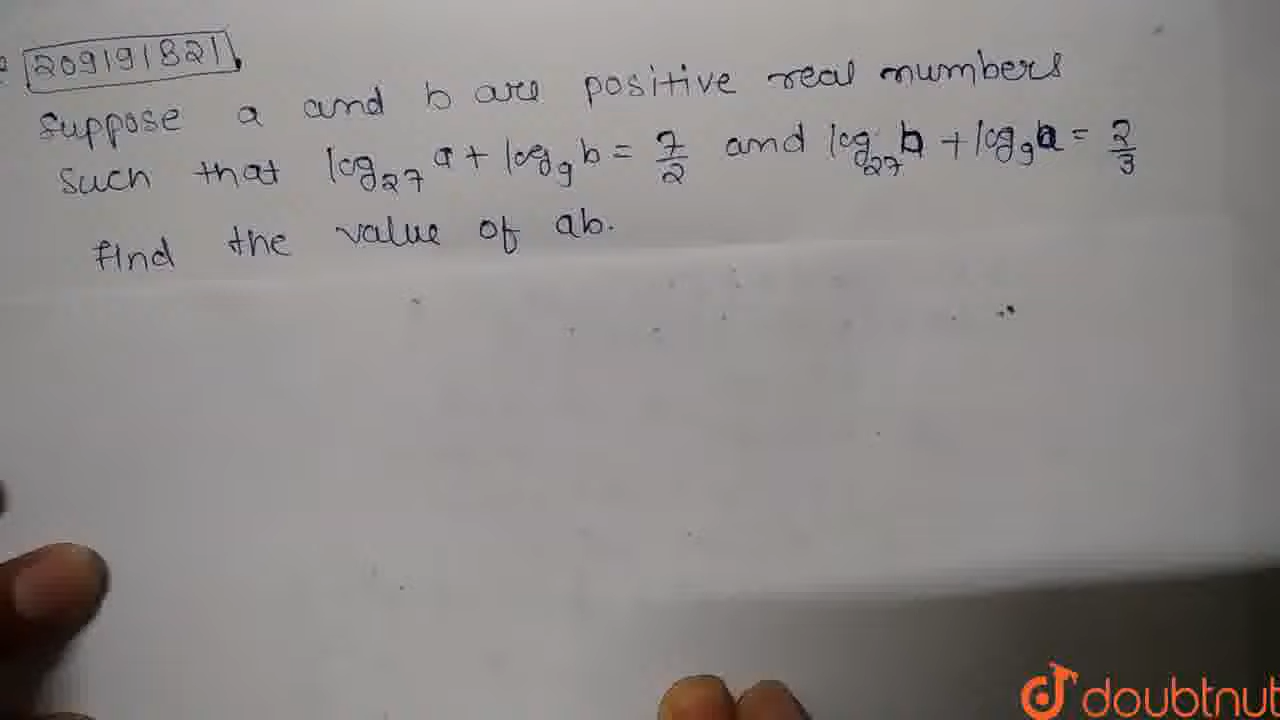 209191821
Suppose a and b are positive real numbers
such that log₂₇ a + log₉ b = 7/2 and log₂₇ b + log₉ a = 2/3
find the value of ab.
doubtnut